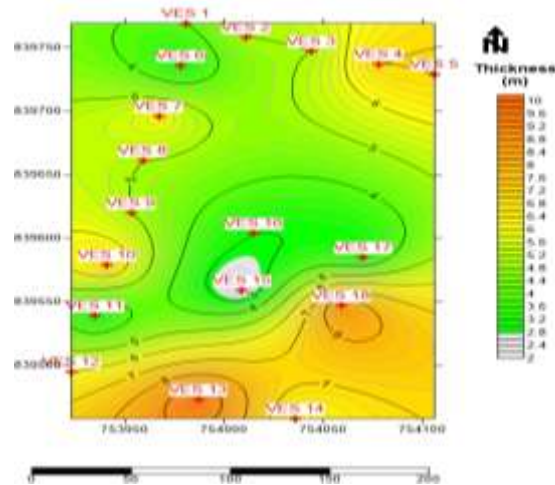 VES 1
VES 2
VES 3
VES 4
VES 5
VES 6
VES 7
VES 8
VES 9
VES 10
VES 11
VES 12
VES 13
VES 14
VES 15
VES 16
VES 17
N
Thickness
(m)
10
9.6
9.2
8.8
8.4
8
7.6
7.2
6.8
6.4
6
5.6
5.2
4.8
4.4
4
3.6
3.2
2.8
2.4
2
839750
839700
839650
839600
839550
839500
753950
754000
754050
754100
0
50
100
150
200